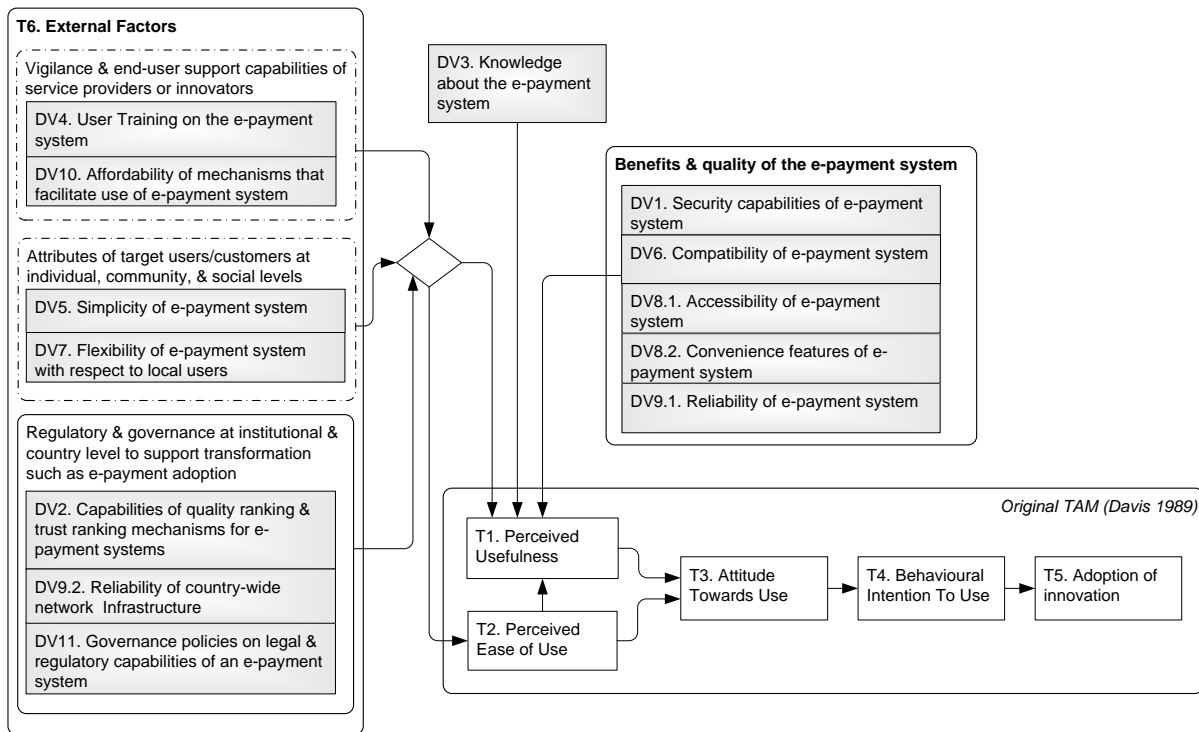 T6. External Factors
Vigilance & end-user support capabilities of
service providers or innovators
DV4. User Training on the e-payment
system
DV10. Affordability of mechanisms that
facilitate use of e-payment system
Attributes of target users/customers at
individual, community, & social levels
DV5. Simplicity of e-payment system
DV7. Flexibility of e-payment system
with respect to local users
Regulatory & governance at institutional &
country level to support transformation
such as e-payment adoption
DV2. Capabilities of quality ranking &
trust ranking mechanisms for e-
payment systems
DV9.2. Reliability of country-wide
network Infrastructure
DV11. Governance policies on legal &
regulatory capabilities of an e-payment
system
DV3. Knowledge
about the e-payment
system
Benefits & quality of the e-payment system
DV1. Security capabilities of e-payment
system
DV6. Compatibility of e-payment system
DV8.1. Accessibility of e-payment
system
DV8.2. Convenience features of e-
payment system
DV9.1. Reliability of e-payment system
Original TAM (Davis 1989)
T1. Perceived
Usefulness
T2. Perceived
Ease of Use
T3. Attitude
Towards Use
T4. Behavioural
Intention To Use
T5. Adoption of
innovation